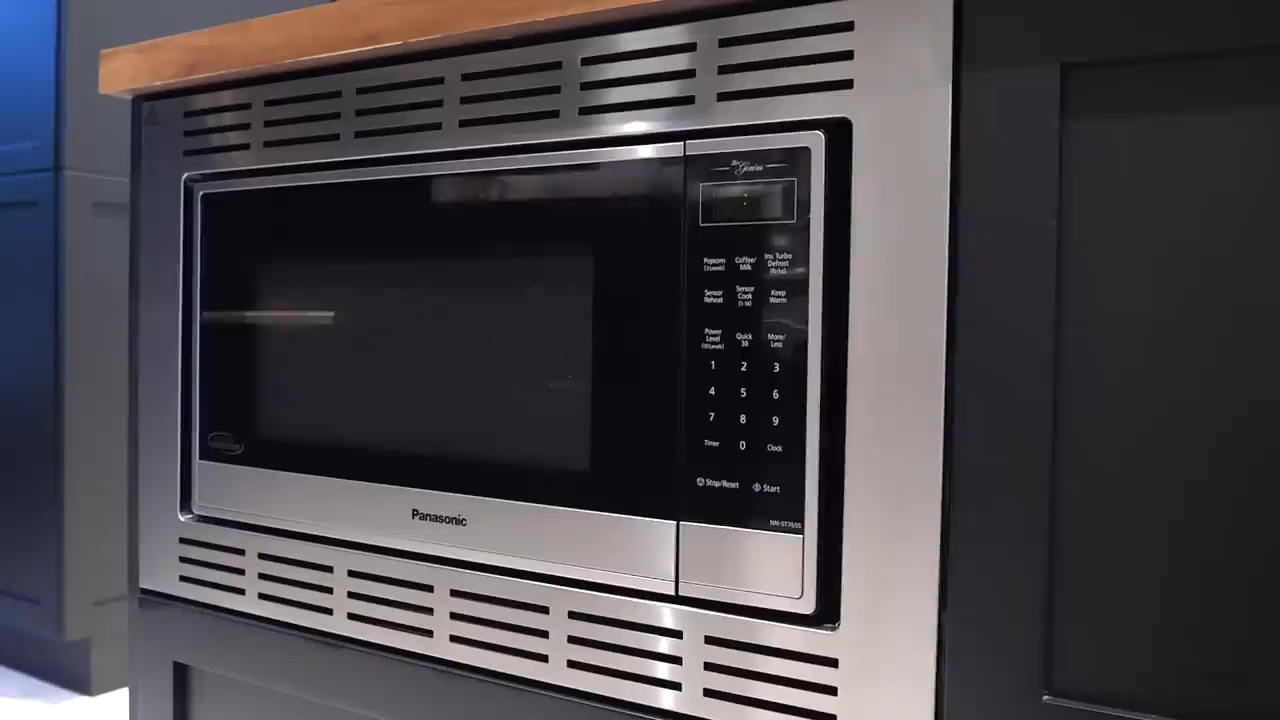 Genius
Popcorn
(3 Levels)
Coffee/
Milk
Inv. Turbo
Defrost
(lb/kg)
Sensor
Reheat
Sensor
Cook
(1-14)
Keep
Warm
Power
Level
(10 Levels)
Quick
30
More/
Less
1 2 3
4 5 6
7 8 9
Timer 0 Clock
Stop/Reset Start
NN-ST765S
Panasonic